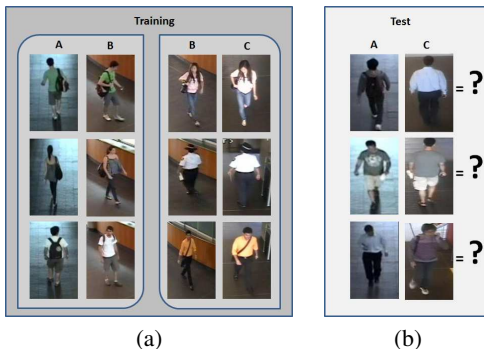 Training
A B B C
(a)
Test
A C
= ?
= ?
= ?
(b)